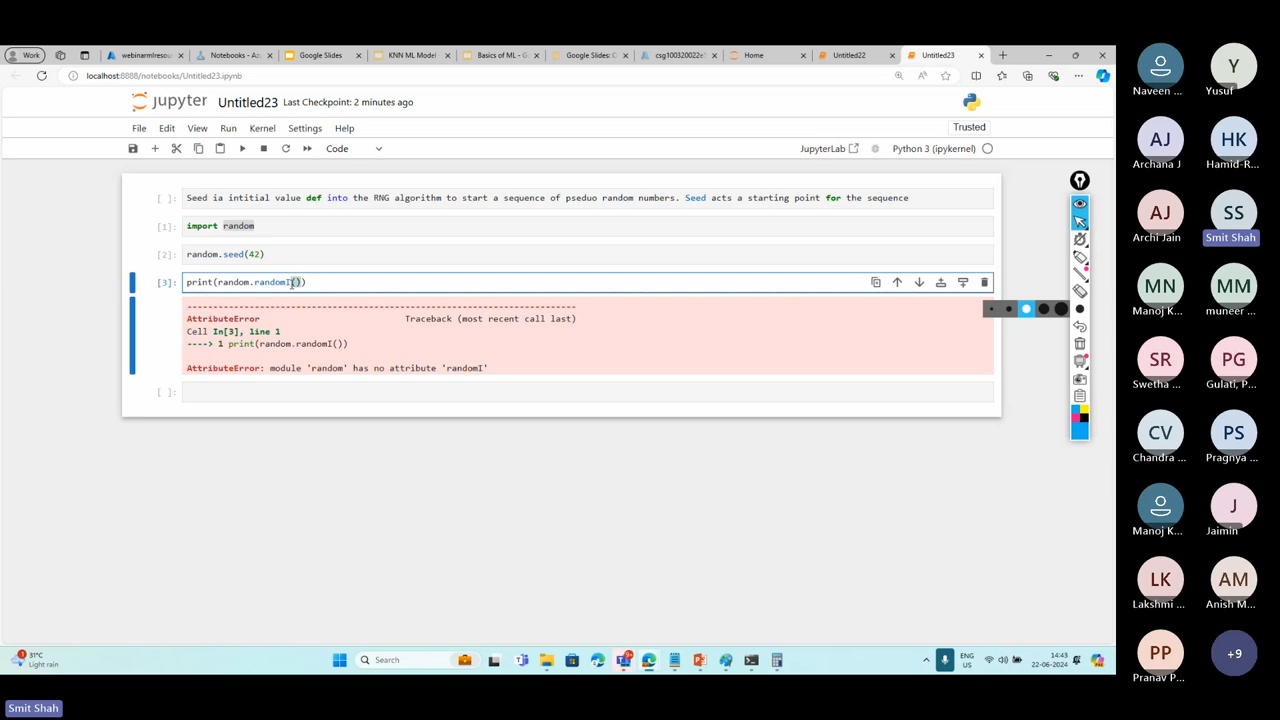 Work
webinarmlresour
Notebooks - Az
Google Slides
KNN ML Model
Basics of ML - G
Google Slides: O
csg100320022e
Home
Untitled22
Untitled23
localhost:8888/notebooks/Untitled23.ipynb
jupyter Untitled23 Last Checkpoint: 2 minutes ago
File Edit View Run Kernel Settings Help
Trusted
Code
JupyterLab
Python 3 (ipykernel)
[ ]: Seed ia intitial value def into the RNG algorithm to start a sequence of pseduo random numbers. Seed acts a starting point for the sequence
[1]: import random
[2]: random.seed(42)
[3]: print(random.randomI())
---------------------------------------------------------------------------
AttributeError Traceback (most recent call last)
Cell In[3], line 1
----> 1 print(random.randomI())
AttributeError: module 'random' has no attribute 'randomI'
[ ]:
31°C
Light rain
Search
ENG
US
14:43
22-06-2024
Naveen ...
Y
Yusuf
AJ
Archana J
HK
Hamid-R...
AJ
Archi Jain
SS
Smit Shah
MN
Manoj K...
MM
muneer ...
SR
Swetha ...
PG
Gulati, P...
CV
Chandra ...
PS
Pragnya ...
Manoj K...
J
Jaimin
LK
Lakshmi ...
AM
Anish M...
PP
Pranav P...
+9
Smit Shah